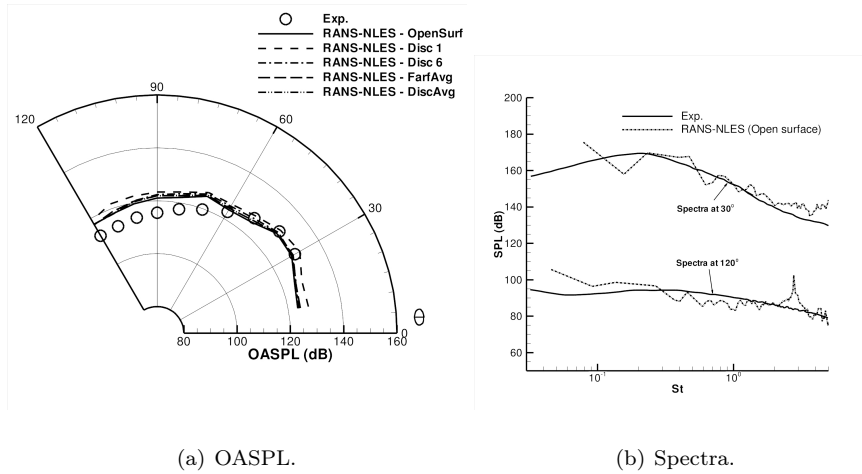 Exp.
RANS-NLES - OpenSurf
RANS-NLES - Disc 1
RANS-NLES - Disc 6
RANS-NLES - FarfAvg
RANS-NLES - DiscAvg
120
90
60
30
0
θ
80 100 120 140 160
OASPL (dB)
(a) OASPL.
200
180
160
140
120
100
80
60
SPL (dB)
Exp.
RANS-NLES (Open surface)
Spectra at 30°
Spectra at 120°
10⁻¹ 10⁰
St
(b) Spectra.